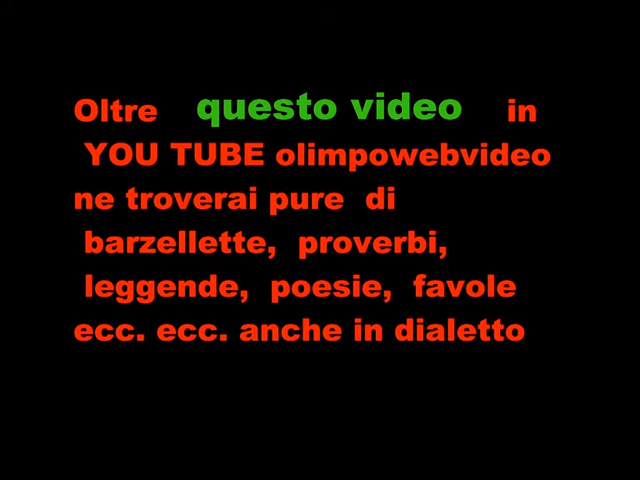 Oltre questo video in
YOU TUBE olimpowebvideo
ne troverai pure di
barzellette, proverbi,
leggende, poesie, favole
ecc. ecc. anche in dialetto